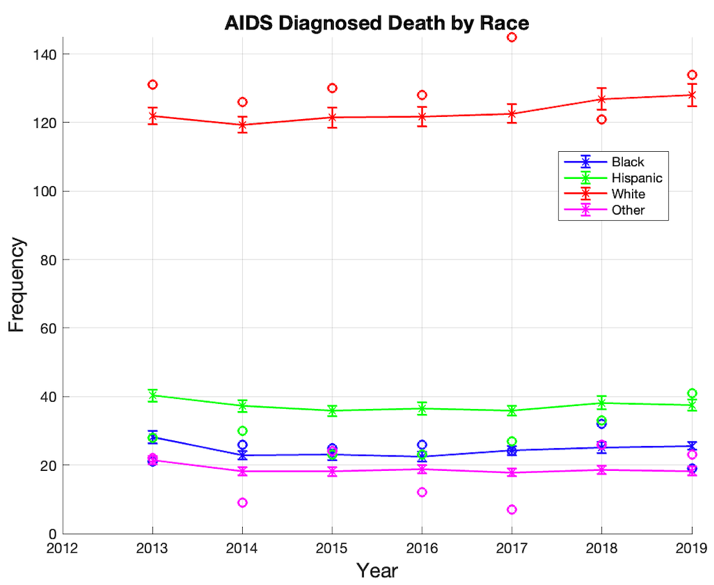 AIDS Diagnosed Death by Race
140
120
100
80
60
40
20
0
Frequency
Black
Hispanic
White
Other
2012 2013 2014 2015 2016 2017 2018 2019
Year